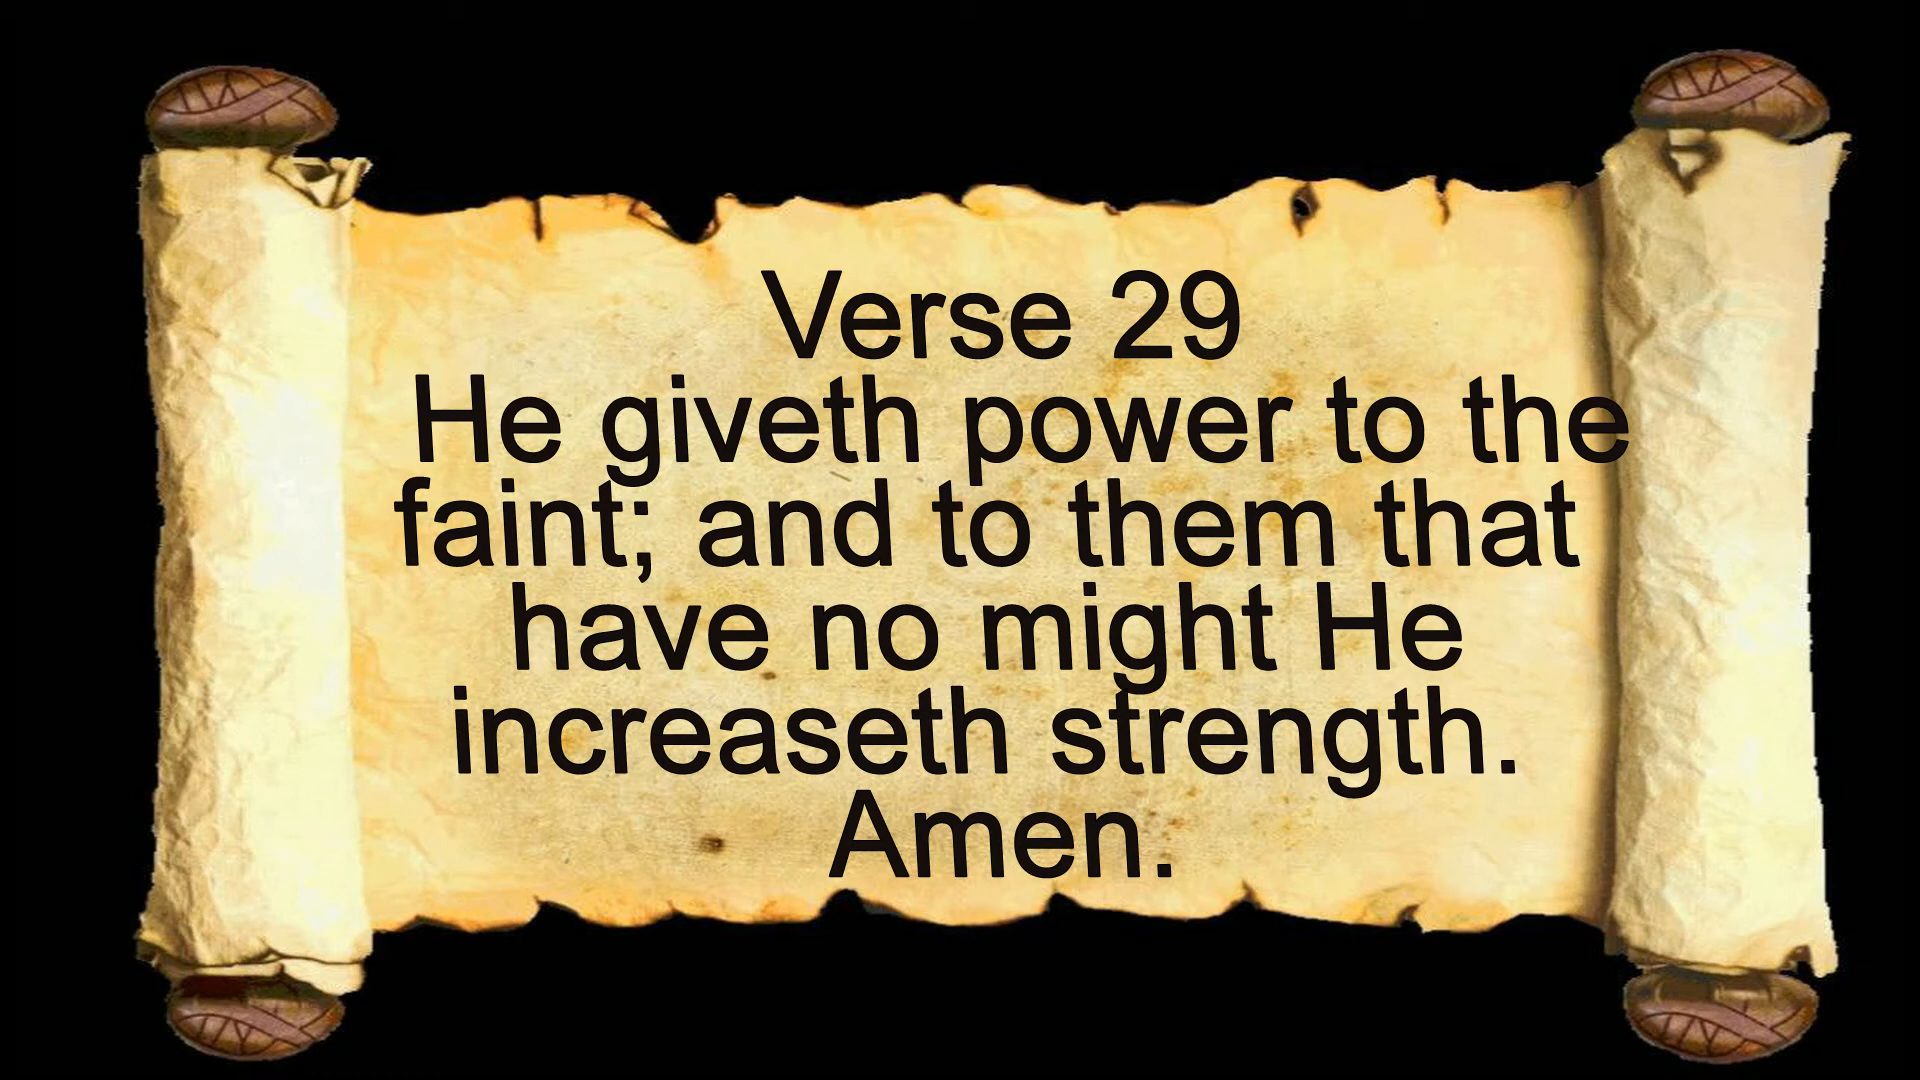 Verse 29
He giveth power to the
faint; and to them that
have no might He
increaseth strength.
Amen.